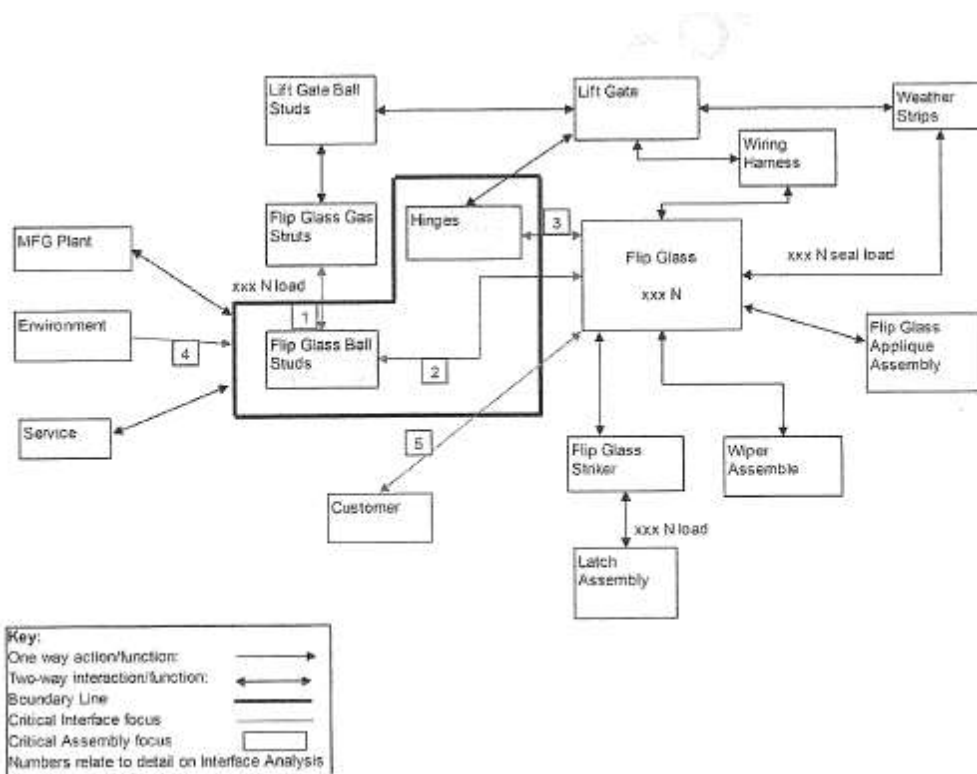 Lift Gate Ball
Studs
Lift Gate
Weather
Strips
Wiring
Harness
Flip Glass Gas
Struts
Hinges
3
MFG Plant
Flip Glass
xxx N
xxx N seal load
xxx N load
1
Environment
4
Flip Glass Ball
Studs
2
Flip Glass
Applique
Assembly
Service
5
Flip Glass
Striker
Wiper
Assemble
Customer
xxx N load
Latch
Assembly
Key:
One way action/function:
Two-way interaction/function:
Boundary Line
Critical Interface focus
Critical Assembly focus
Numbers relate to detail on Interface Analysis